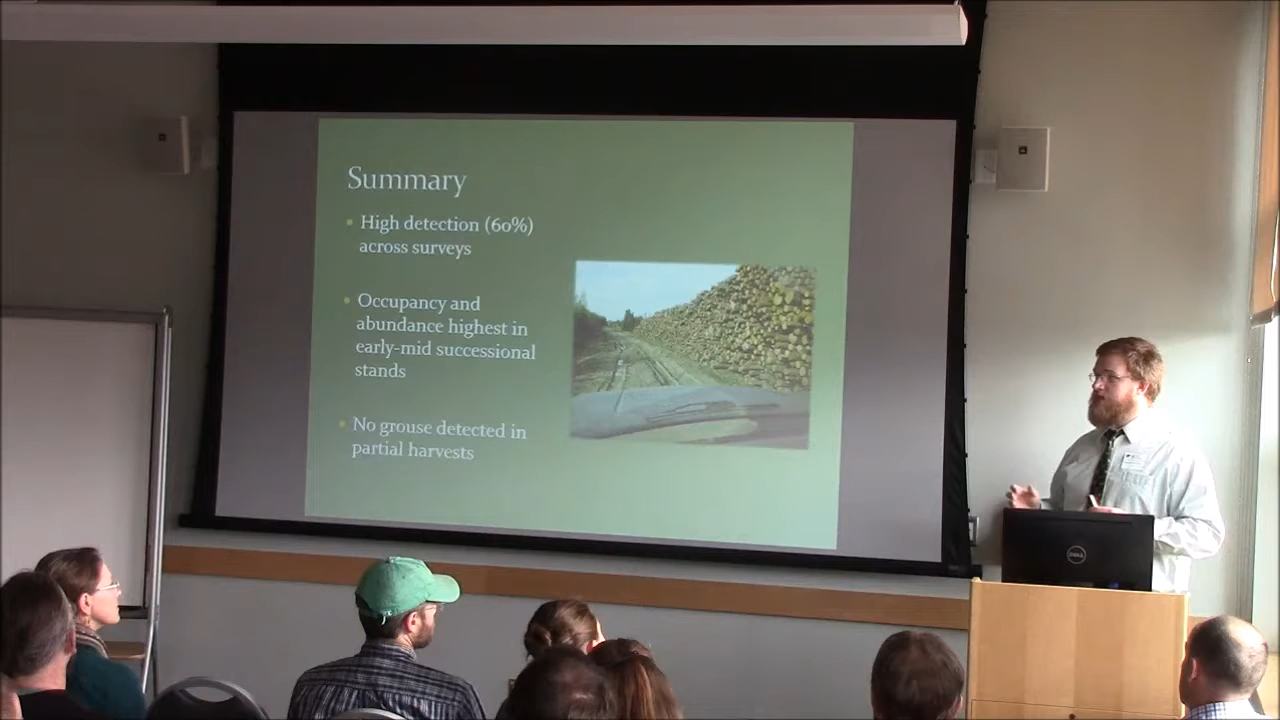 Summary
• High detection (60%)
across surveys
• Occupancy and
abundance highest in
early-mid successional
stands
• No grouse detected in
partial harvests
DELL